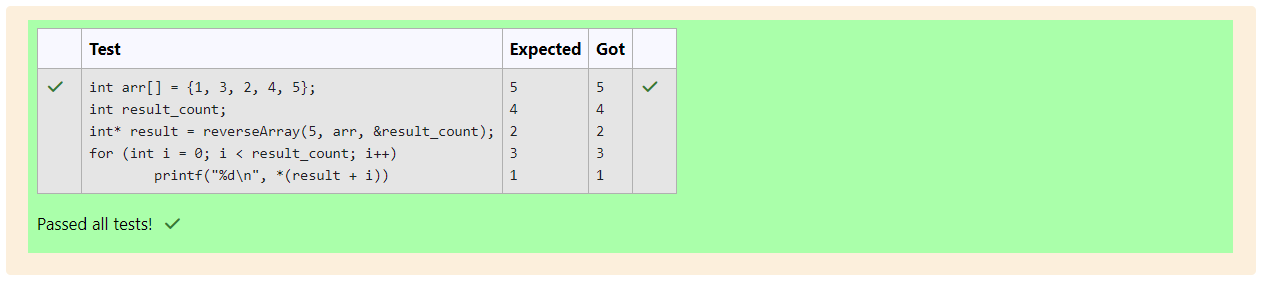 Test Expected Got
int arr[] = {1, 3, 2, 4, 5}; 5 5
int result_count; 4 4
int* result = reverseArray(5, arr, &result_count); 2 2
for (int i = 0; i < result_count; i++) 3 3
printf("%d\n", *(result + i)) 1 1
Passed all tests!